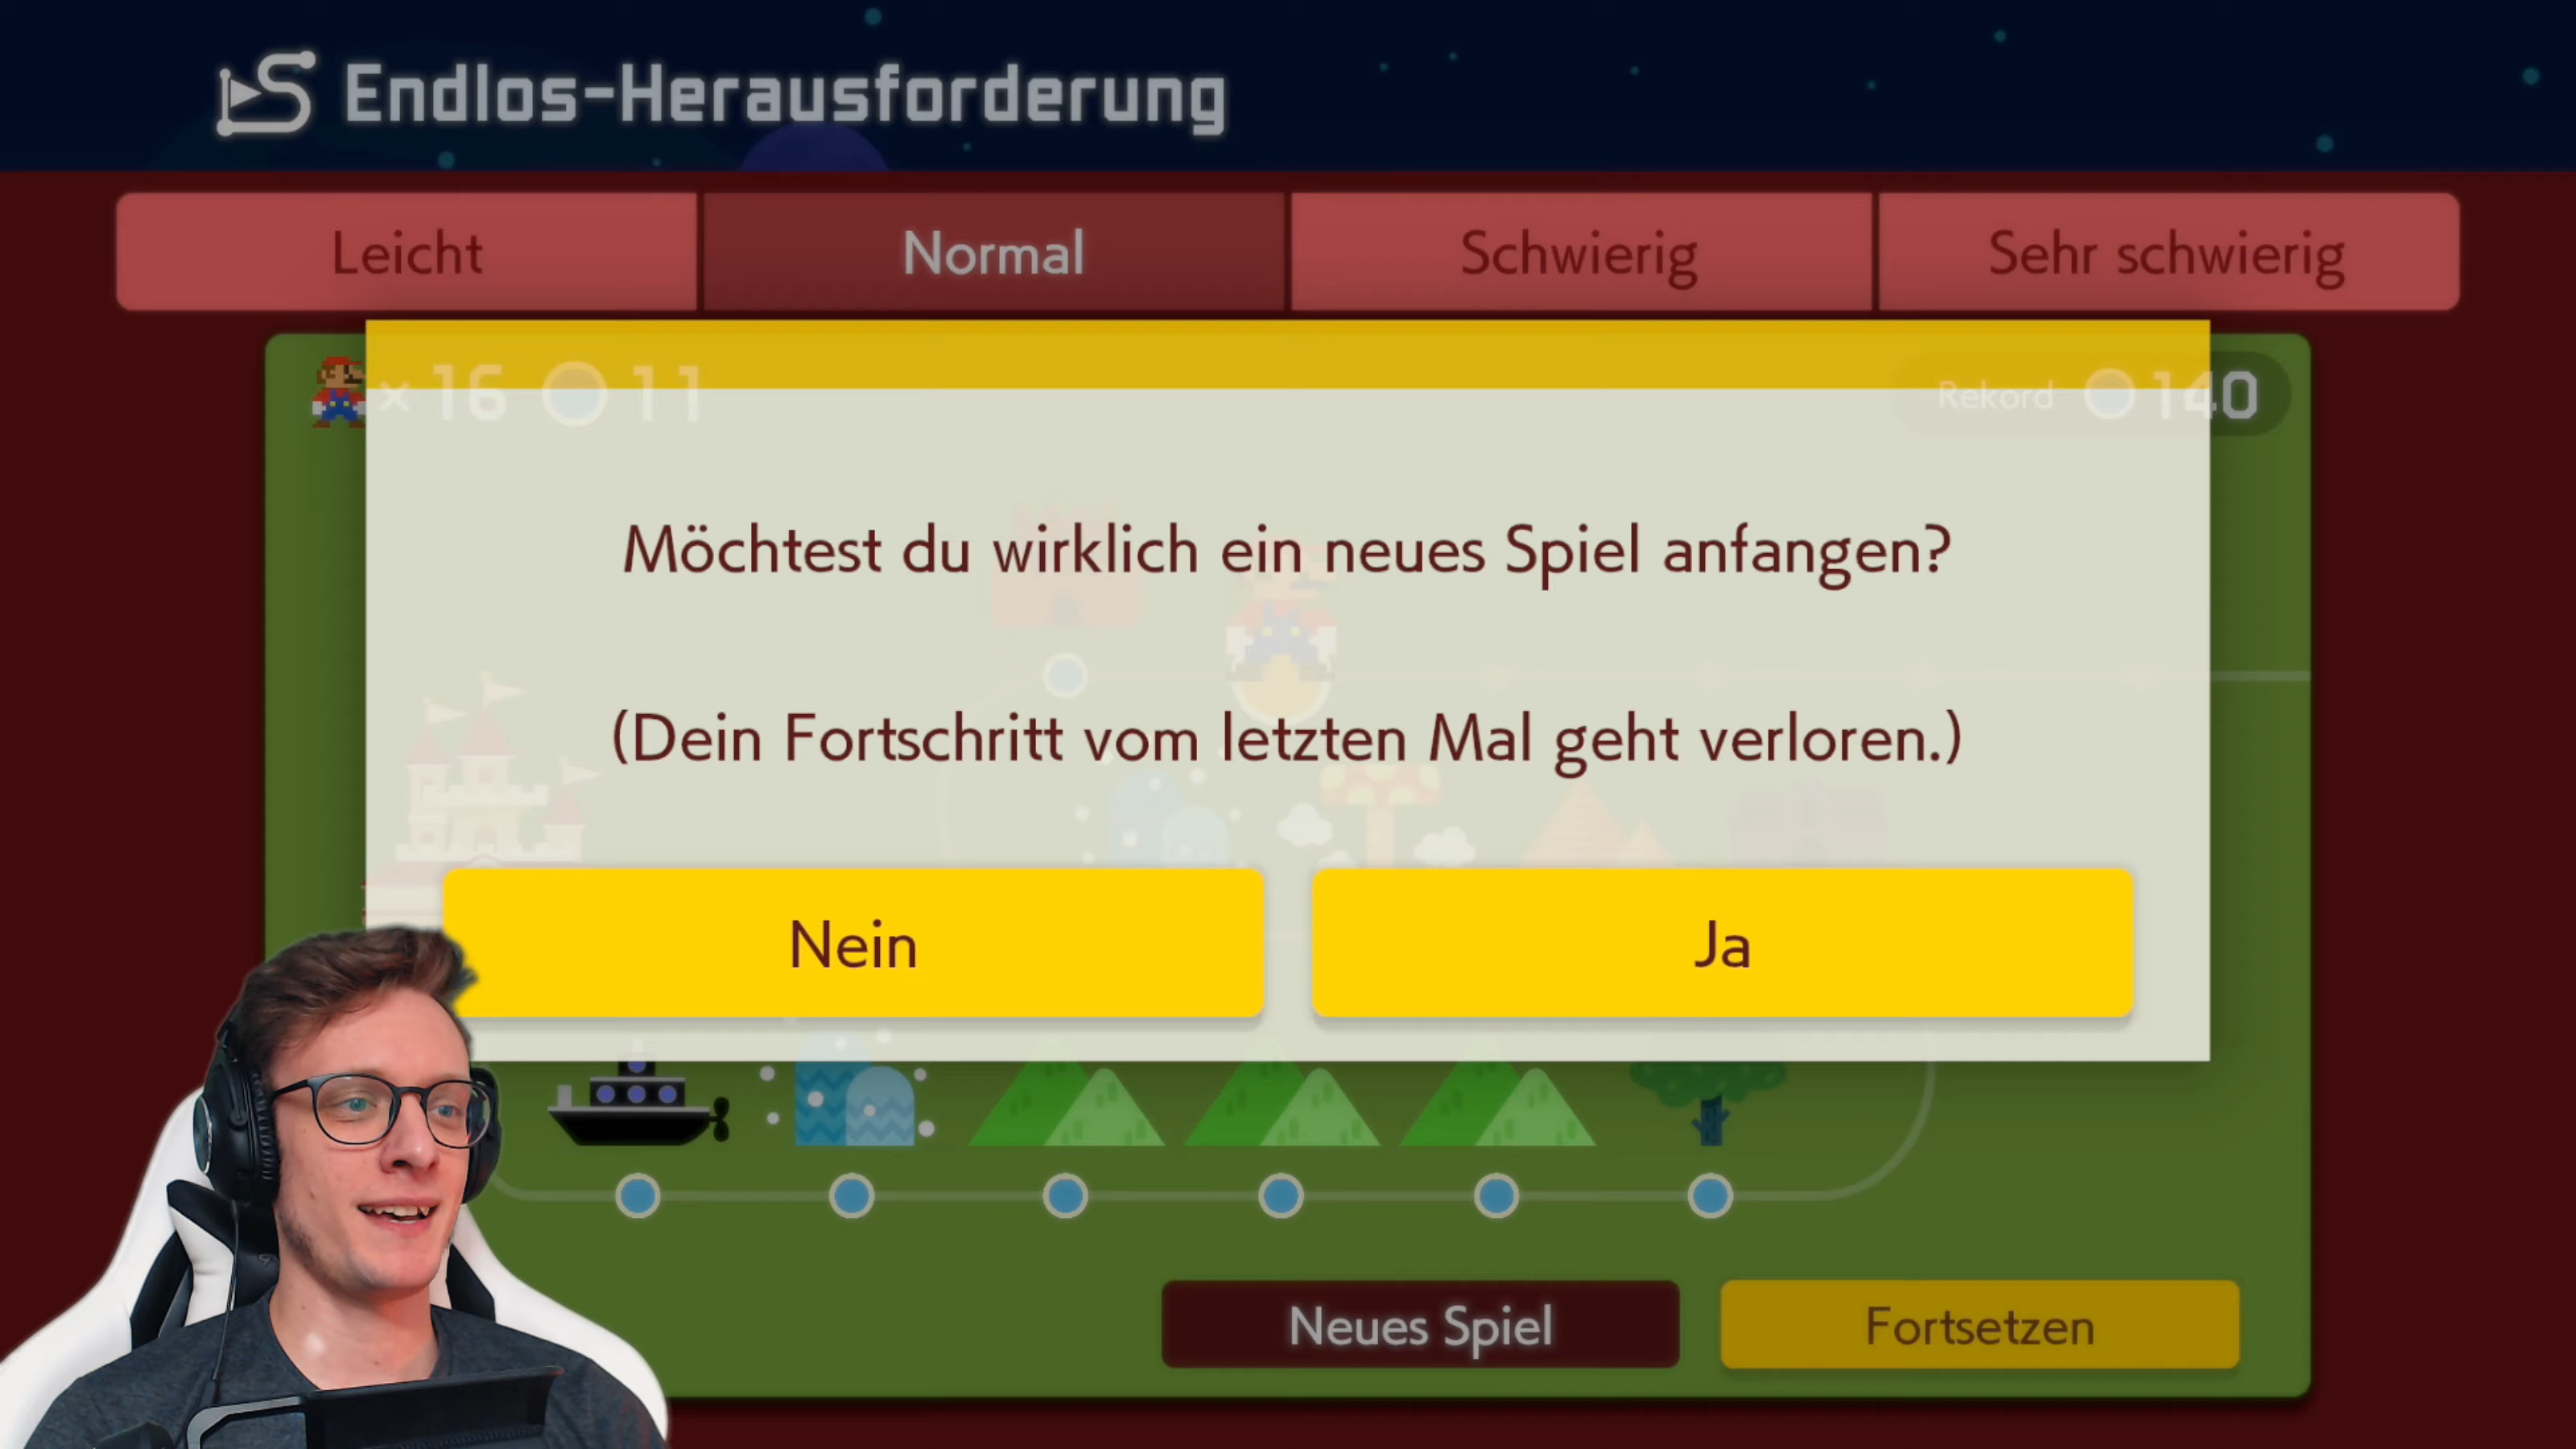 Endlos-Herausforderung
Leicht
Normal
Schwierig
Sehr schwierig
× 16 11
Rekord 140
Möchtest du wirklich ein neues Spiel anfangen?
(Dein Fortschritt vom letzten Mal geht verloren.)
Nein
Ja
Neues Spiel
Fortsetzen